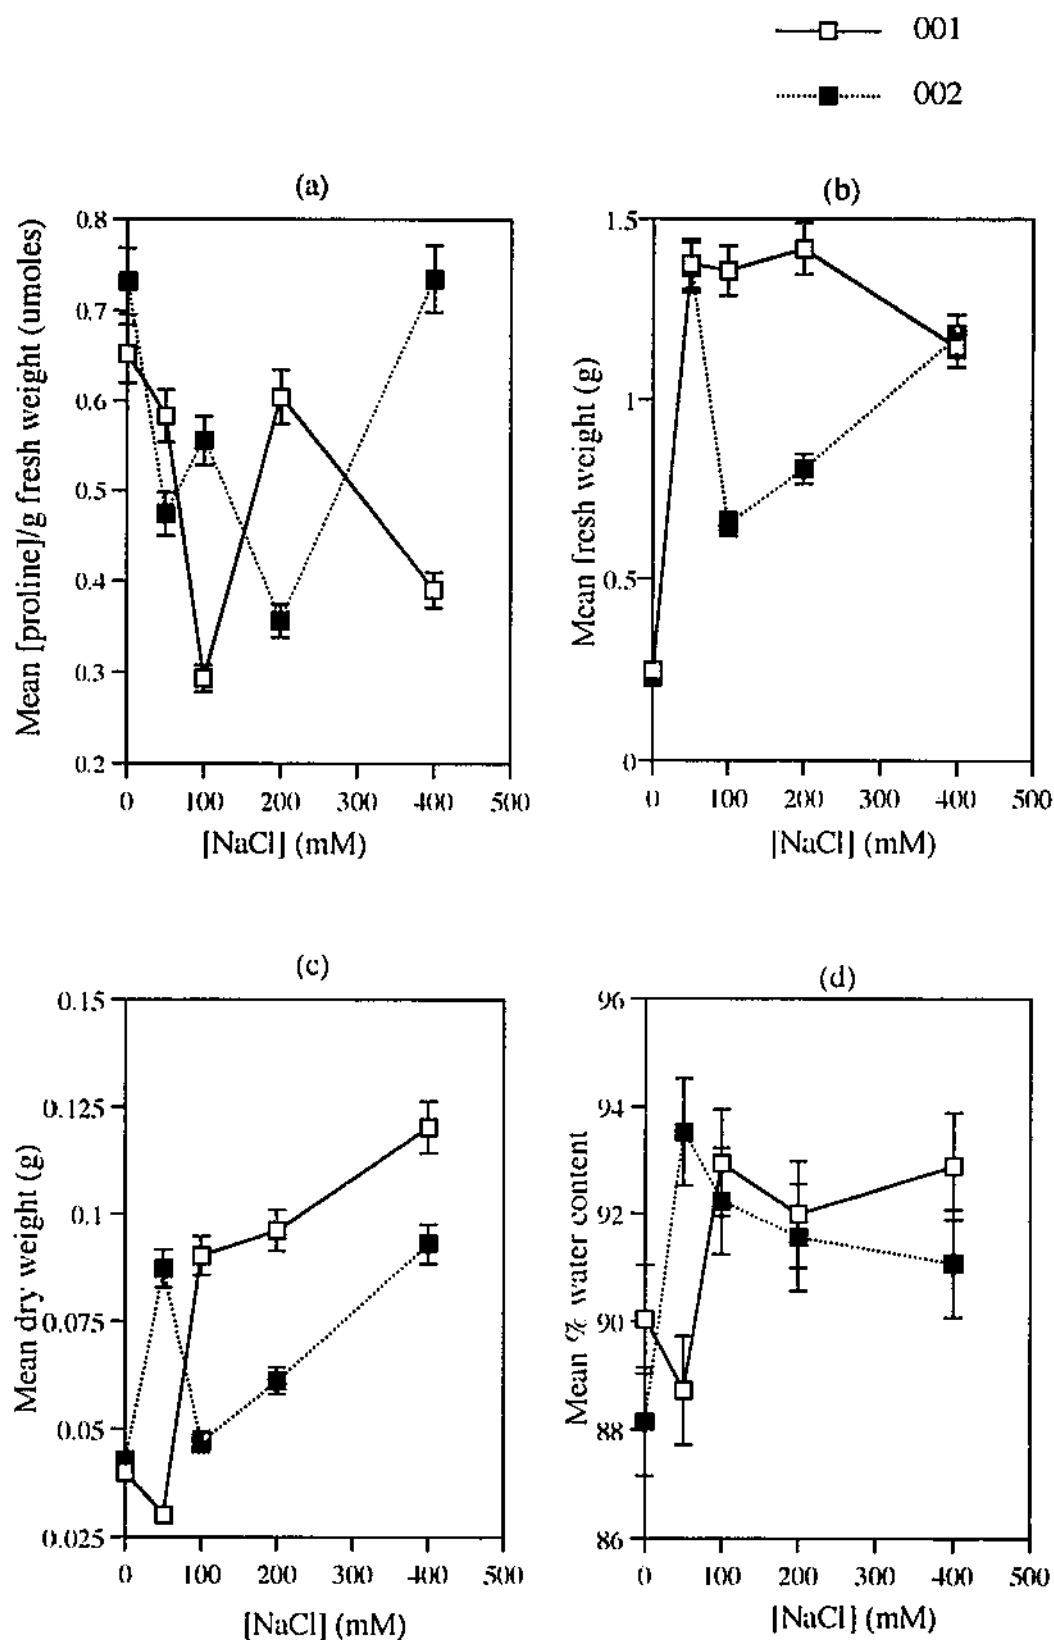 001
002
(a)
Mean [proline]/g fresh weight (umoles)
0.8
0.7
0.6
0.5
0.4
0.3
0.2
0 100 200 300 400 500
[NaCl] (mM)
(b)
Mean fresh weight (g)
1.5
1
0.5
0
0 100 200 300 400 500
[NaCl] (mM)
(c)
Mean dry weight (g)
0.15
0.125
0.1
0.075
0.05
0.025
0 100 200 300 400 500
[NaCl] (mM)
(d)
Mean % water content
96
94
92
90
88
86
0 100 200 300 400 500
[NaCl] (mM)